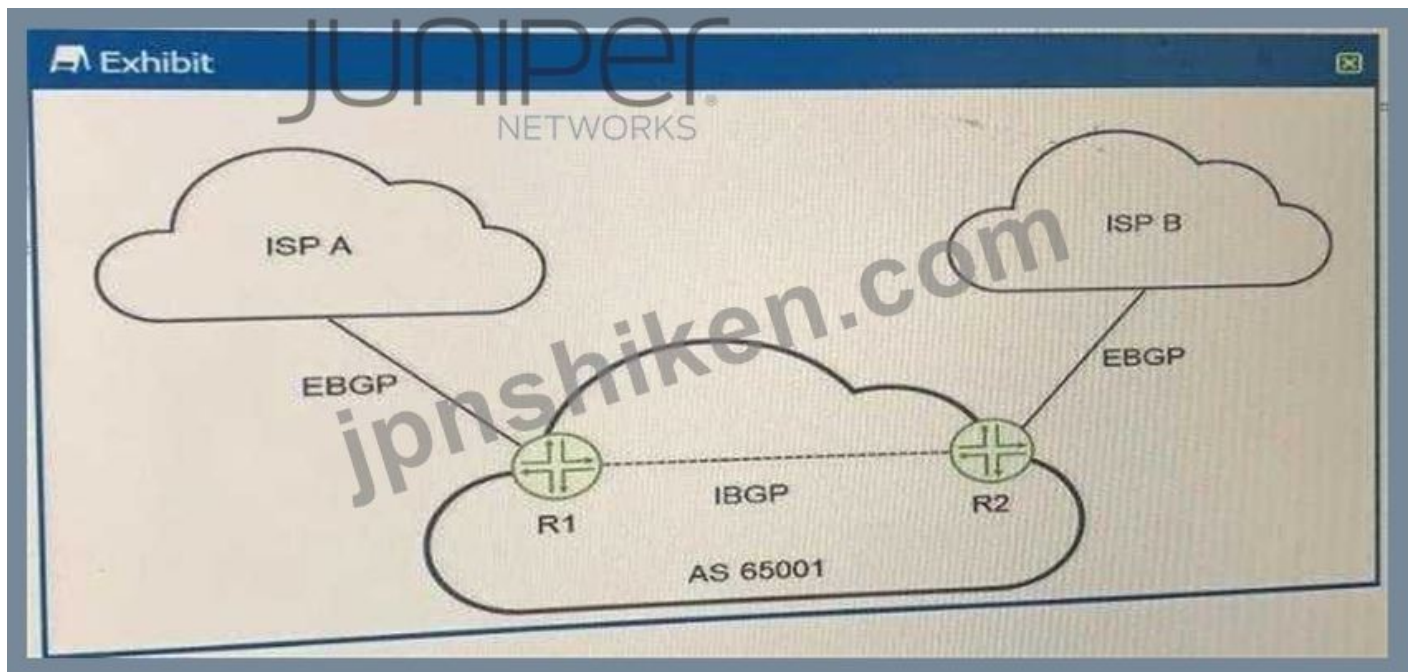 Exhibit
JUNIPER
NETWORKS
ISP A
ISP B
EBGP
EBGP
jpnshiken.com
IBGP
R1
R2
AS 65001